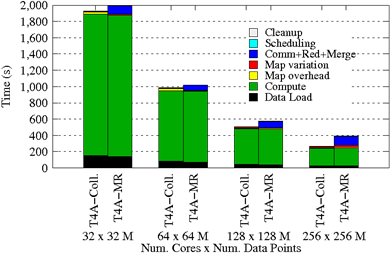 2,000
1,800
1,600
1,400
1,200
1,000
800
600
400
200
0
Time (s)
Cleanup
Scheduling
Comm+Red+Merge
Map variation
Map overhead
Compute
Data Load
T4A-Coll.
T4A-MR
T4A-Coll.
T4A-MR
T4A-Coll.
T4A-MR
T4A-Coll.
T4A-MR
32 x 32 M 64 x 64 M 128 x 128 M 256 x 256 M
Num. Cores x Num. Data Points